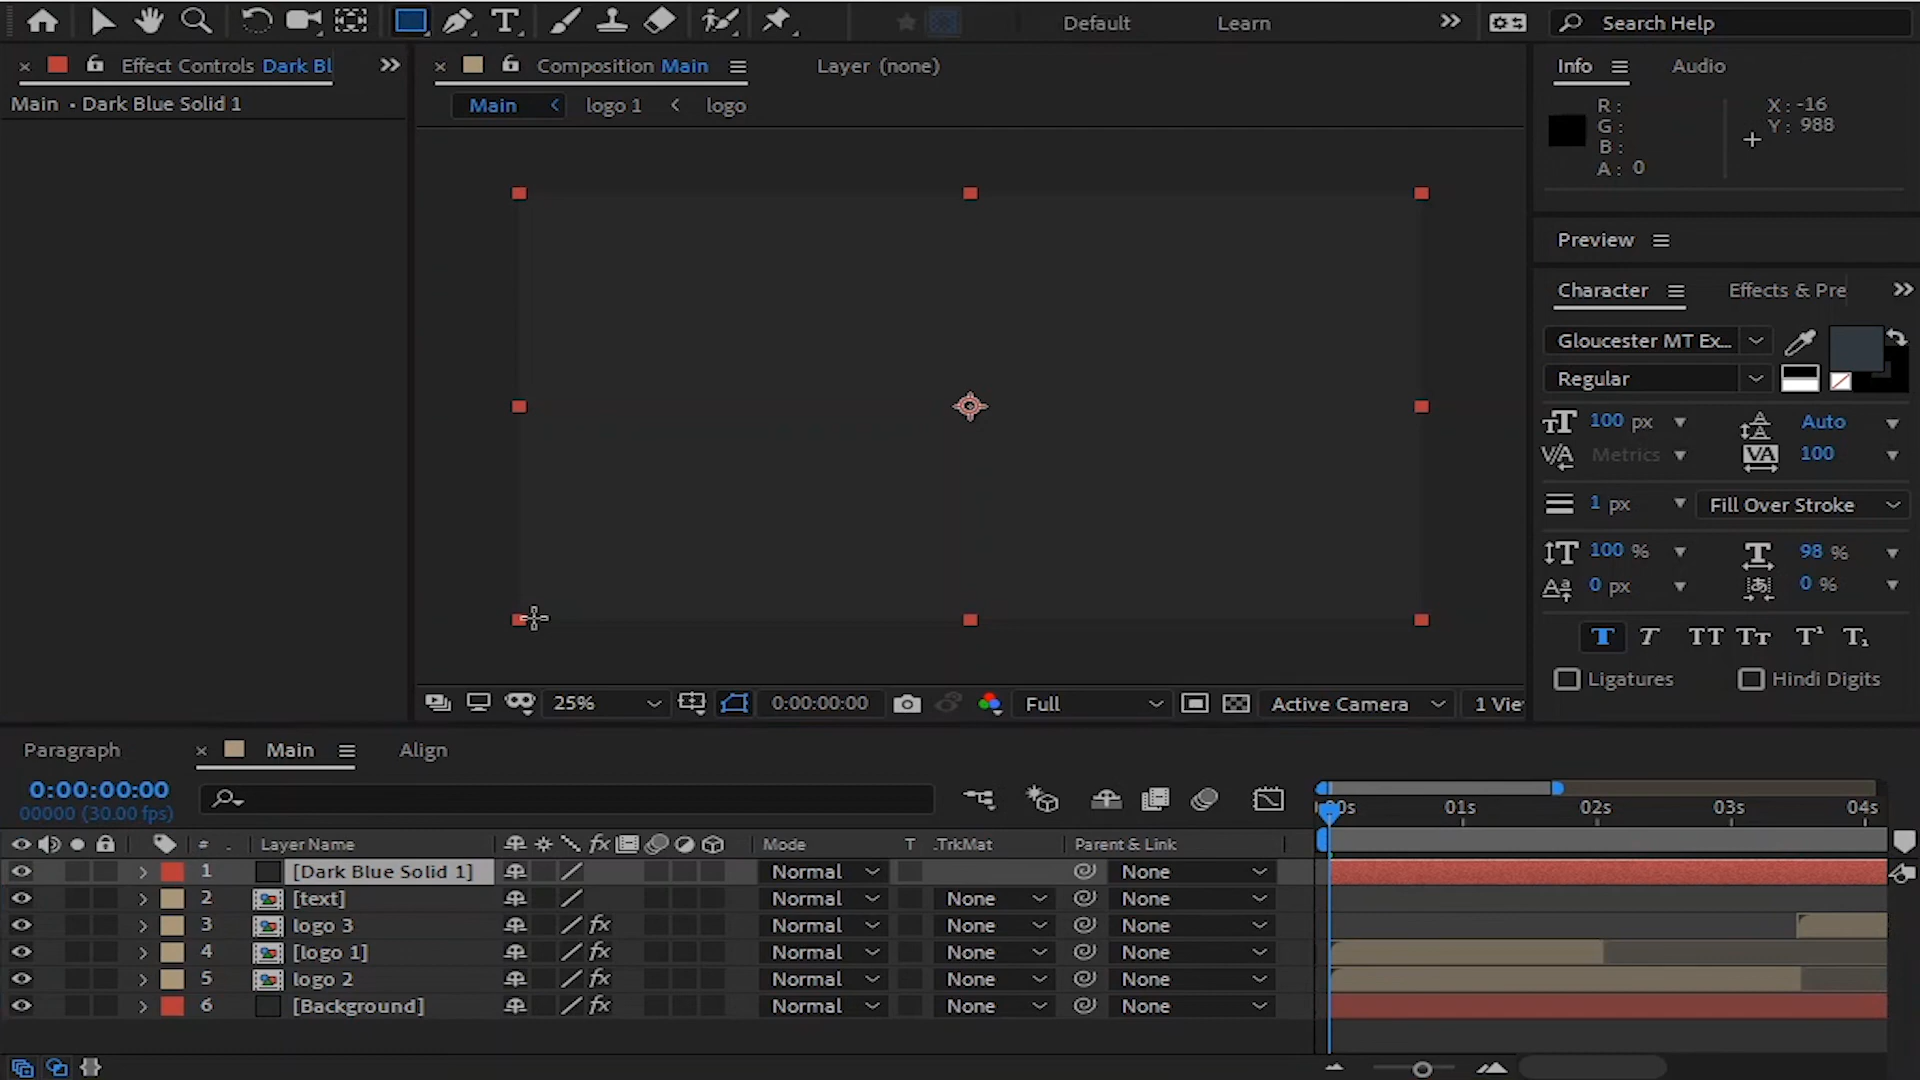 Default
Learn
Search Help
Effect Controls Dark Bl
Composition Main
Layer (none)
Info
Audio
Main • Dark Blue Solid 1
Main
logo 1
logo
R :
G :
B :
A : 0
X : -16
Y : 988
Preview
Character
Effects & Pre
Gloucester MT Ex...
Regular
100 px
Auto
Metrics
100
1 px
Fill Over Stroke
100 %
98 %
0 px
0 %
Ligatures
Hindi Digits
25%
0:00:00:00
Full
Active Camera
1 Vie
Paragraph
Main
Align
0:00:00:00
00000 (30.00 fps)
:00s
01s
02s
03s
04s
#
Layer Name
Mode
T
.TrkMat
Parent & Link
1
[Dark Blue Solid 1]
Normal
None
2
[text]
Normal
None
None
3
logo 3
Normal
None
None
4
[logo 1]
Normal
None
None
5
logo 2
Normal
None
None
6
[Background]
Normal
None
None